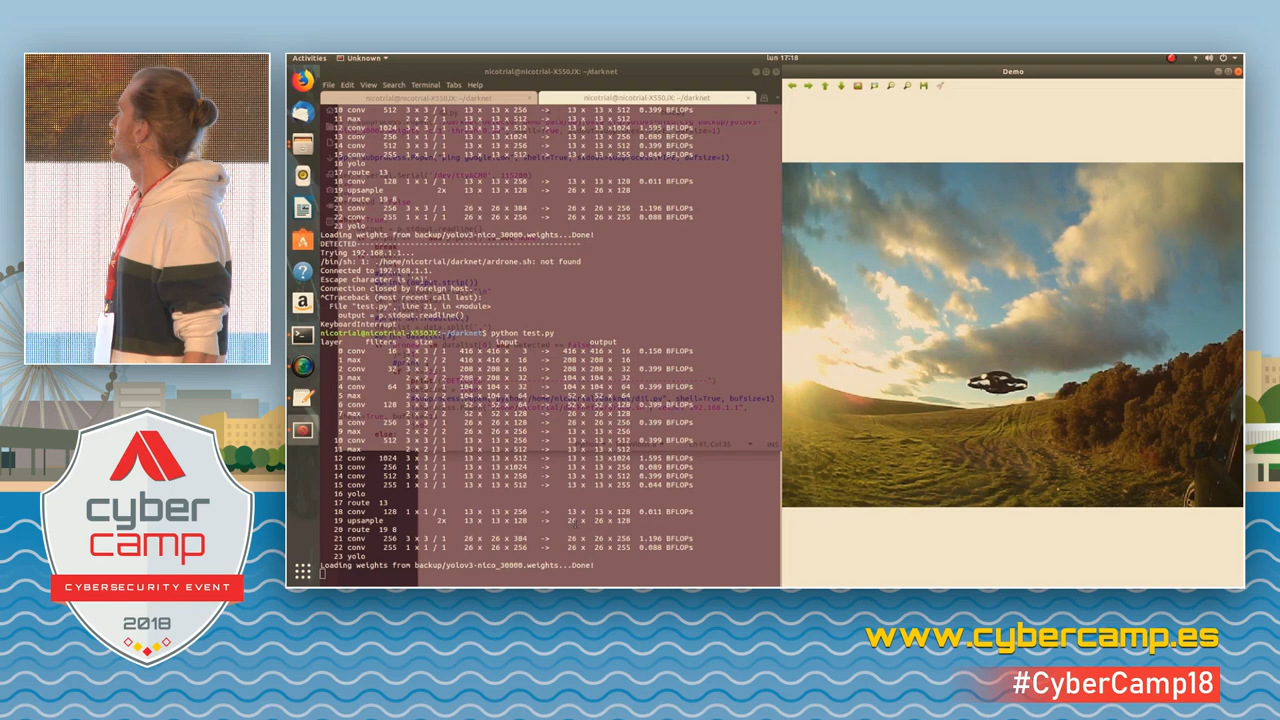 Activities
Unknown
lun 17:18
nicotrial@nicotrial-X550JX: ~/darknet
Demo
File Edit View Search Terminal Tabs Help
nicotrial@nicotrial-X550JX: ~/darknet
nicotrial@nicotrial-X550JX: ~/darknet
10 conv 512 3 x 3 / 1 13 x 13 x 256 -> 13 x 13 x 512 0.399 BFLOPs
11 max 2 x 2 / 1 13 x 13 x 512 -> 13 x 13 x 512
12 conv 1024 3 x 3 / 1 13 x 13 x 512 -> 13 x 13 x1024 1.595 BFLOPs
13 conv 256 1 x 1 / 1 13 x 13 x1024 -> 13 x 13 x 256 0.089 BFLOPs
14 conv 512 3 x 3 / 1 13 x 13 x 256 -> 13 x 13 x 512 0.399 BFLOPs
15 conv 255 1 x 1 / 1 13 x 13 x 512 -> 13 x 13 x 255 0.044 BFLOPs
16 yolo
17 route 13
18 conv 128 1 x 1 / 1 13 x 13 x 256 -> 13 x 13 x 128 0.011 BFLOPs
19 upsample 2x 13 x 13 x 128 -> 26 x 26 x 128
20 route 19 8
21 conv 256 3 x 3 / 1 26 x 26 x 384 -> 26 x 26 x 256 1.196 BFLOPs
22 conv 255 1 x 1 / 1 26 x 26 x 256 -> 26 x 26 x 255 0.088 BFLOPs
23 yolo
Loading weights from backup/yolov3-nico_30000.weights...Done!
DETECTED------------------------------------------------------
Trying 192.168.1.1...
/bin/sh: 1: ./home/nicotrial/darknet/ardrone.sh: not found
Connected to 192.168.1.1.
Escape character is '^]'.
Connection closed by foreign host.
^CTraceback (most recent call last):
File "test.py", line 21, in <module>
output = p.stdout.readline()
KeyboardInterrupt
nicotrial@nicotrial-X550JX:~/darknet$ python test.py
layer filters size input output
0 conv 16 3 x 3 / 1 416 x 416 x 3 -> 416 x 416 x 16 0.150 BFLOPs
1 max 2 x 2 / 2 416 x 416 x 16 -> 208 x 208 x 16
2 conv 32 3 x 3 / 1 208 x 208 x 16 -> 208 x 208 x 32 0.399 BFLOPs
3 max 2 x 2 / 2 208 x 208 x 32 -> 104 x 104 x 32
4 conv 64 3 x 3 / 1 104 x 104 x 32 -> 104 x 104 x 64 0.399 BFLOPs
5 max 2 x 2 / 2 104 x 104 x 64 -> 52 x 52 x 64
6 conv 128 3 x 3 / 1 52 x 52 x 64 -> 52 x 52 x 128 0.399 BFLOPs
7 max 2 x 2 / 2 52 x 52 x 128 -> 26 x 26 x 128
8 conv 256 3 x 3 / 1 26 x 26 x 128 -> 26 x 26 x 256 0.399 BFLOPs
9 max 2 x 2 / 2 26 x 26 x 256 -> 13 x 13 x 256
10 conv 512 3 x 3 / 1 13 x 13 x 256 -> 13 x 13 x 512 0.399 BFLOPs
11 max 2 x 2 / 1 13 x 13 x 512 -> 13 x 13 x 512
12 conv 1024 3 x 3 / 1 13 x 13 x 512 -> 13 x 13 x1024 1.595 BFLOPs
13 conv 256 1 x 1 / 1 13 x 13 x1024 -> 13 x 13 x 256 0.089 BFLOPs
14 conv 512 3 x 3 / 1 13 x 13 x 256 -> 13 x 13 x 512 0.399 BFLOPs
15 conv 255 1 x 1 / 1 13 x 13 x 512 -> 13 x 13 x 255 0.044 BFLOPs
16 yolo
17 route 13
18 conv 128 1 x 1 / 1 13 x 13 x 256 -> 13 x 13 x 128 0.011 BFLOPs
19 upsample 2x 13 x 13 x 128 -> 26 x 26 x 128
20 route 19 8
21 conv 256 3 x 3 / 1 26 x 26 x 384 -> 26 x 26 x 256 1.196 BFLOPs
22 conv 255 1 x 1 / 1 26 x 26 x 256 -> 26 x 26 x 255 0.088 BFLOPs
23 yolo
Loading weights from backup/yolov3-nico_30000.weights...Done!
cyber
camp
CYBERSECURITY EVENT
2018
www.cybercamp.es
#CyberCamp18